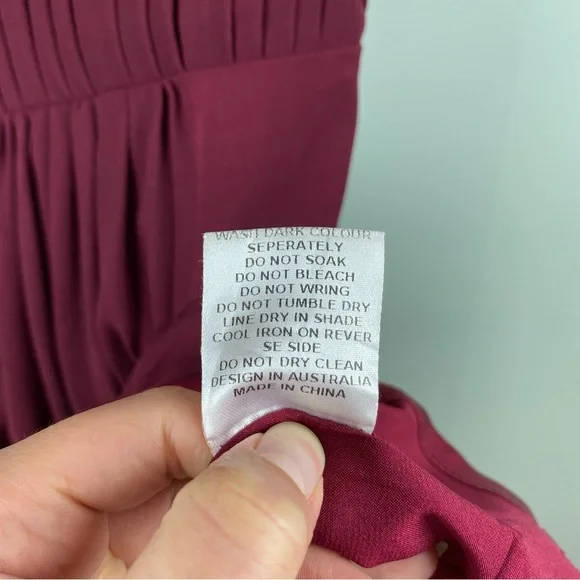 WASH DARK COLOUR
SEPERATELY
DO NOT SOAK
DO NOT BLEACH
DO NOT WRING
DO NOT TUMBLE DRY
LINE DRY IN SHADE
COOL IRON ON REVER
SE SIDE
DO NOT DRY CLEAN
DESIGN IN AUSTRALIA
MADE IN CHINA